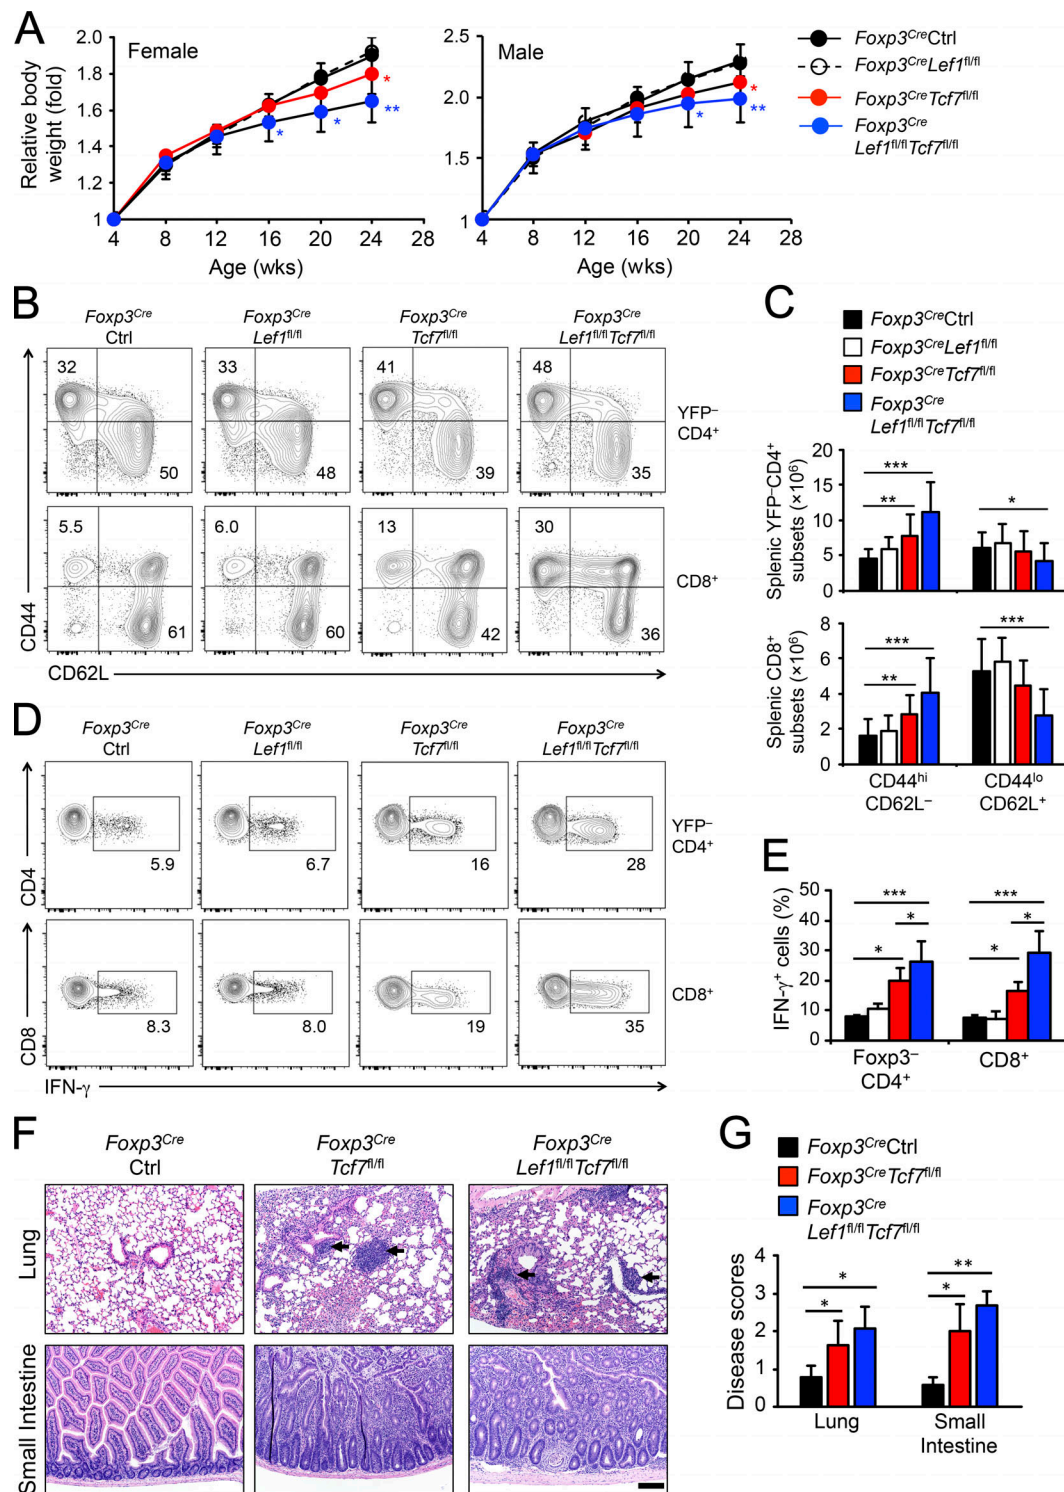 A
Female
Male
Relative body
weight (fold)
2.0
1.8
1.6
1.4
1.2
1
4 8 12 16 20 24 28
Age (wks)
* ** * *
2.5
2.0
1.5
1
4 8 12 16 20 24 28
Age (wks)
* ** *
Foxp3CreCtrl
Foxp3CreLef1fl/fl
Foxp3CreTcf7fl/fl
Foxp3Cre
Lef1fl/flTcf7fl/fl
B
Foxp3Cre Foxp3Cre Foxp3Cre Foxp3Cre
Ctrl Lef1fl/fl Tcf7fl/fl Lef1fl/flTcf7fl/fl
32 33 41 48
YFP–
CD4+
50 48 39 35
5.5 6.0 13 30
CD8+
61 60 42 36
CD44
CD62L
C
Foxp3CreCtrl
Foxp3CreLef1fl/fl
Foxp3CreTcf7fl/fl
Foxp3Cre
Lef1fl/flTcf7fl/fl
Splenic YFP–CD4+
subsets (×10⁶)
20
15
10
5
0
*** ** *
Splenic CD8+
subsets (×10⁶)
8
6
4
2
0
*** ** ***
CD44hi CD44lo
CD62L– CD62L+
D
Foxp3Cre Foxp3Cre Foxp3Cre Foxp3Cre
Ctrl Lef1fl/fl Tcf7fl/fl Lef1fl/flTcf7fl/fl
YFP–
CD4+
5.9 6.7 16 28
CD4
CD8+
8.3 8.0 19 35
CD8
IFN-γ
E
IFN-γ+ cells (%)
50
40
30
20
10
0
*** * * *** * *
Foxp3– CD8+
CD4+
F
Foxp3Cre Foxp3Cre Foxp3Cre
Ctrl Tcf7fl/fl Lef1fl/flTcf7fl/fl
Lung
Small Intestine
G
Foxp3CreCtrl
Foxp3CreTcf7fl/fl
Foxp3Cre
Lef1fl/flTcf7fl/fl
Disease scores
4
3
2
1
0
* * ** *
Lung Small
Intestine